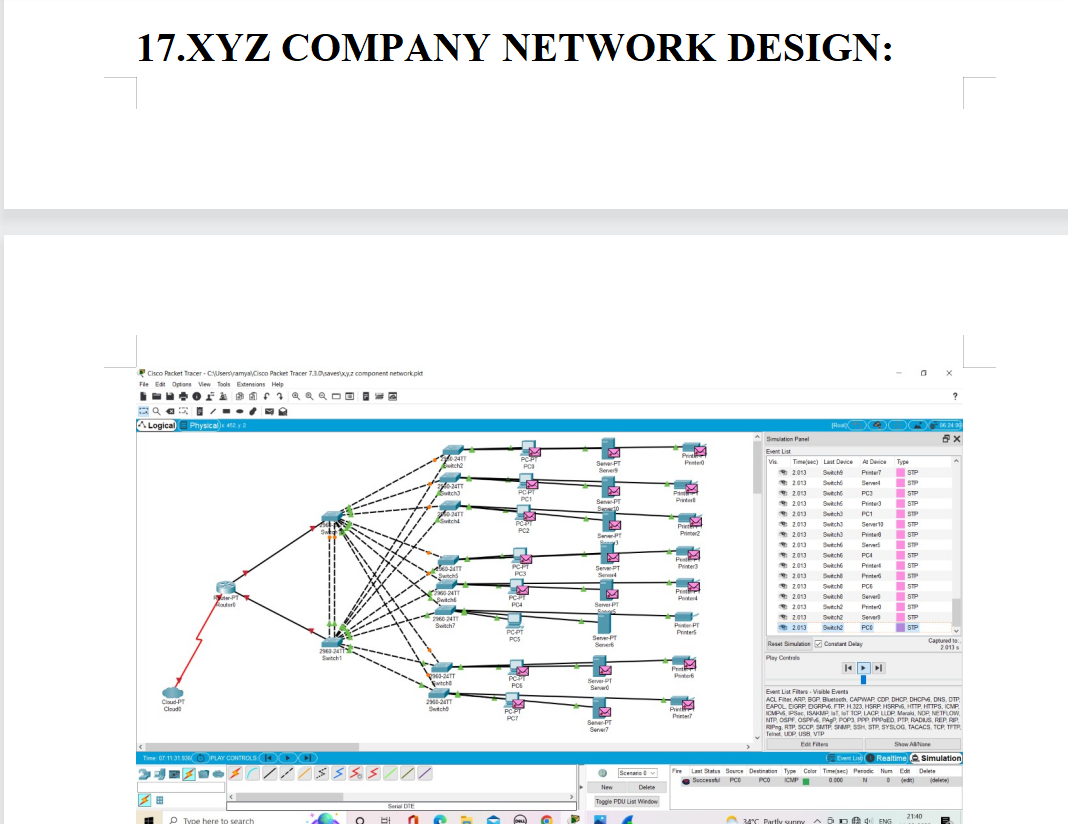 17.XYZ COMPANY NETWORK DESIGN:
Cisco Packet Tracer - C:\Users\ramya\Cisco Packet Tracer 7.3.0\saves\x,y,z component network.pkt
File Edit Options View Tools Extensions Help
Logical Physical x: 452 y: 2
[Root] 06:24:30
2960-24TT
Switch2
2960-24TT
Switch3
2960-24TT
Switch4
2960-24TT
Switch5
2960-24TT
Switch6
2960-24TT
Switch7
2960-24TT
Switch8
2960-24TT
Switch9
2960-24TT
Switch1
Router-PT
Router0
Cloud-PT
Cloud0
PC-PT
PC0
PC-PT
PC1
PC-PT
PC2
PC-PT
PC3
PC-PT
PC4
PC-PT
PC5
PC-PT
PC6
PC-PT
PC7
Server-PT
Server9
Server-PT
Server10
Server-PT
Server3
Server-PT
Server4
Server-PT
Server-PT
Server6
Server-PT
Server0
Server-PT
Server7
Printer0
Printer8
Printer2
Printer3
Printer4
Printer-PT
Printer5
Printer6
Printer7
Simulation Panel
Event List
Vis. Time(sec) Last Device At Device Type
2.013 Switch9 Printer7 STP
2.013 Switch5 Server4 STP
2.013 Switch5 PC3 STP
2.013 Switch5 Printer3 STP
2.013 Switch3 PC1 STP
2.013 Switch3 Server10 STP
2.013 Switch3 Printer8 STP
2.013 Switch6 Server5 STP
2.013 Switch6 PC4 STP
2.013 Switch6 Printer4 STP
2.013 Switch8 Printer6 STP
2.013 Switch8 PC6 STP
2.013 Switch8 Server0 STP
2.013 Switch2 Printer0 STP
2.013 Switch2 Server9 STP
2.013 Switch2 PC0 STP
Reset Simulation Constant Delay Captured to:
2.013 s
Play Controls
Event List Filters - Visible Events
ACL Filter, ARP, BGP, Bluetooth, CAPWAP, CDP, DHCP, DHCPv6, DNS, DTP,
EAPOL, EIGRP, EIGRPv6, FTP, H.323, HSRP, HSRPv6, HTTP, HTTPS, ICMP,
ICMPv6, IPSec, ISAKMP, IoT, IoT TCP, LACP, LLDP, Meraki, NDP, NETFLOW,
NTP, OSPF, OSPFv6, PAgP, POP3, PPP, PPPoED, PTP, RADIUS, REP, RIP,
RIPng, RTP, SCCP, SMTP, SNMP, SSH, STP, SYSLOG, TACACS, TCP, TFTP,
Telnet, UDP, USB, VTP
Edit Filters Show All/None
Time: 07:11:31.936 PLAY CONTROLS: Event List Realtime Simulation
Scenario 0
New Delete
Toggle PDU List Window
Fire Last Status Source Destination Type Color Time(sec) Periodic Num Edit Delete
Successful PC0 PC0 ICMP 0.000 N 0 (edit) (delete)
Serial DTE
Type here to search
34°C Partly sunny ENG 21:40